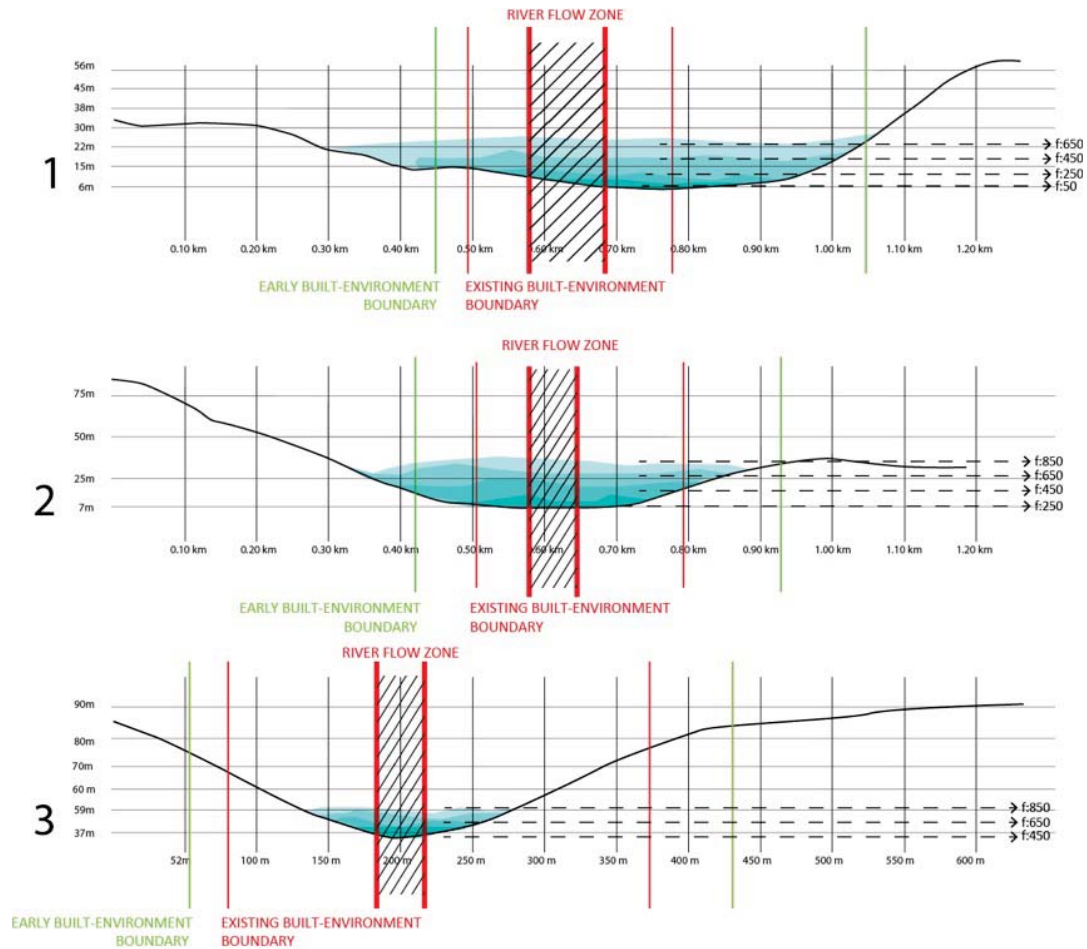 RIVER FLOW ZONE
1
56m
45m
38m
30m
22m
15m
6m
f:650
f:450
f:250
f:50
0.10 km 0.20 km 0.30 km 0.40 km 0.50 km 0.60 km 0.70 km 0.80 km 0.90 km 1.00 km 1.10 km 1.20 km
EARLY BUILT-ENVIRONMENT
BOUNDARY
EXISTING BUILT-ENVIRONMENT
BOUNDARY
RIVER FLOW ZONE
2
75m
50m
25m
7m
f:850
f:650
f:450
f:250
0.10 km 0.20 km 0.30 km 0.40 km 0.50 km 0.60 km 0.70 km 0.80 km 0.90 km 1.00 km 1.10 km 1.20 km
EARLY BUILT-ENVIRONMENT
BOUNDARY
EXISTING BUILT-ENVIRONMENT
BOUNDARY
RIVER FLOW ZONE
3
90m
80m
70m
60 m
59m
37m
f:850
f:650
f:450
52m 100 m 150 m 200 m 250 m 300 m 350 m 400 m 450 m 500 m 550 m 600 m
EARLY BUILT-ENVIRONMENT
BOUNDARY
EXISTING BUILT-ENVIRONMENT
BOUNDARY